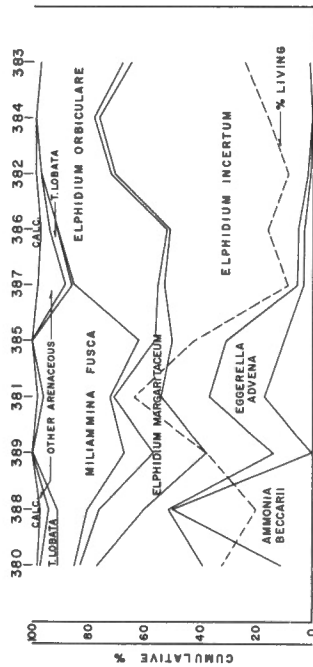 380 388 389 381 385 387 386 382 384 383
100
80
60
40
20
0
CUMULATIVE %
CALC.
T. LOBATA
OTHER ARENACEOUS
CALC.
T. LOBATA
MILIAMMINA FUSCA
ELPHIDIUM ORBICULARE
ELPHIDIUM MARGARITACEUM
EGGERELLA
ADVENA
AMMONIA
BECCARII
ELPHIDIUM INCERTUM
% LIVING